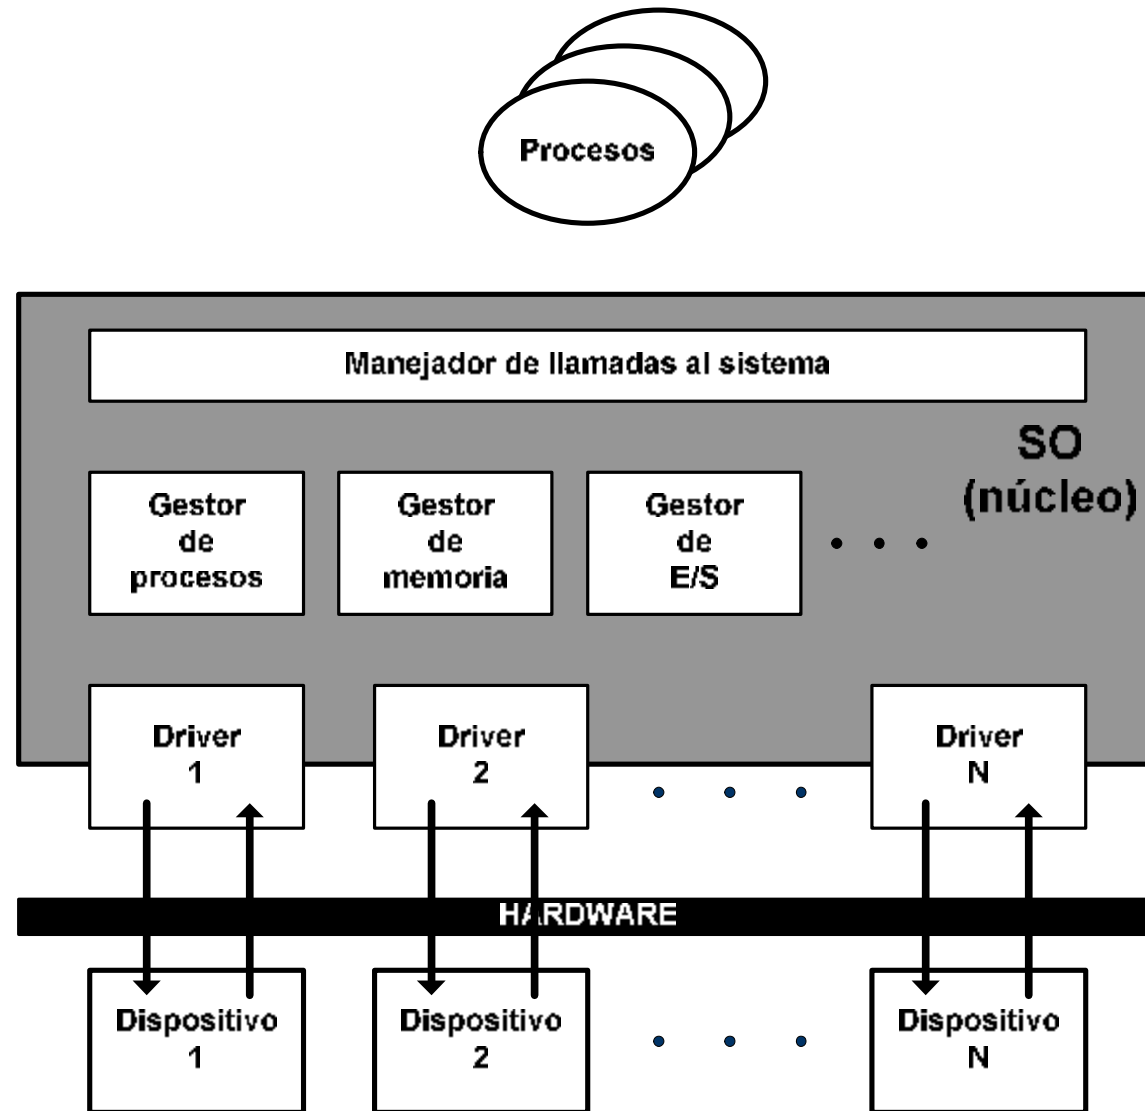 Procesos
Manejador de llamadas al sistema
SO
(núcleo)
Gestor
de
procesos
Gestor
de
memoria
Gestor
de
E/S
Driver
1
Driver
2
Driver
N
HARDWARE
Dispositivo
1
Dispositivo
2
Dispositivo
N